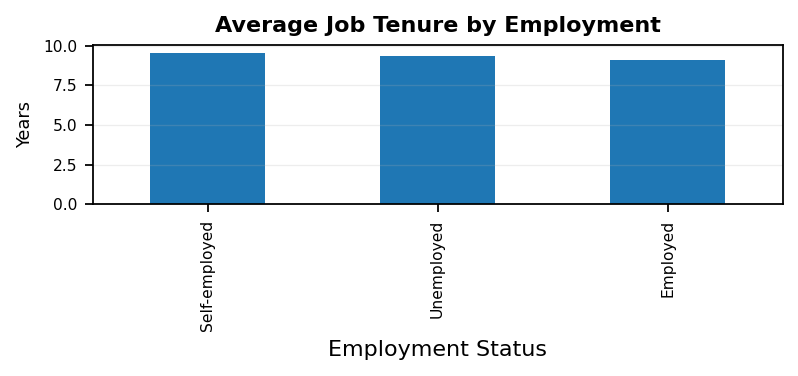 Average Job Tenure by Employment
Years
10.0
7.5
5.0
2.5
0.0
Self-employed
Unemployed
Employed
Employment Status